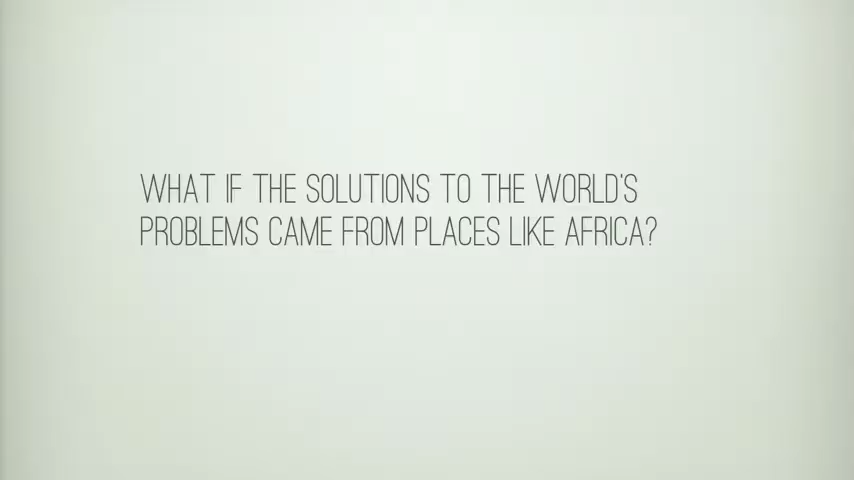 WHAT IF THE SOLUTIONS TO THE WORLD'S
PROBLEMS CAME FROM PLACES LIKE AFRICA?